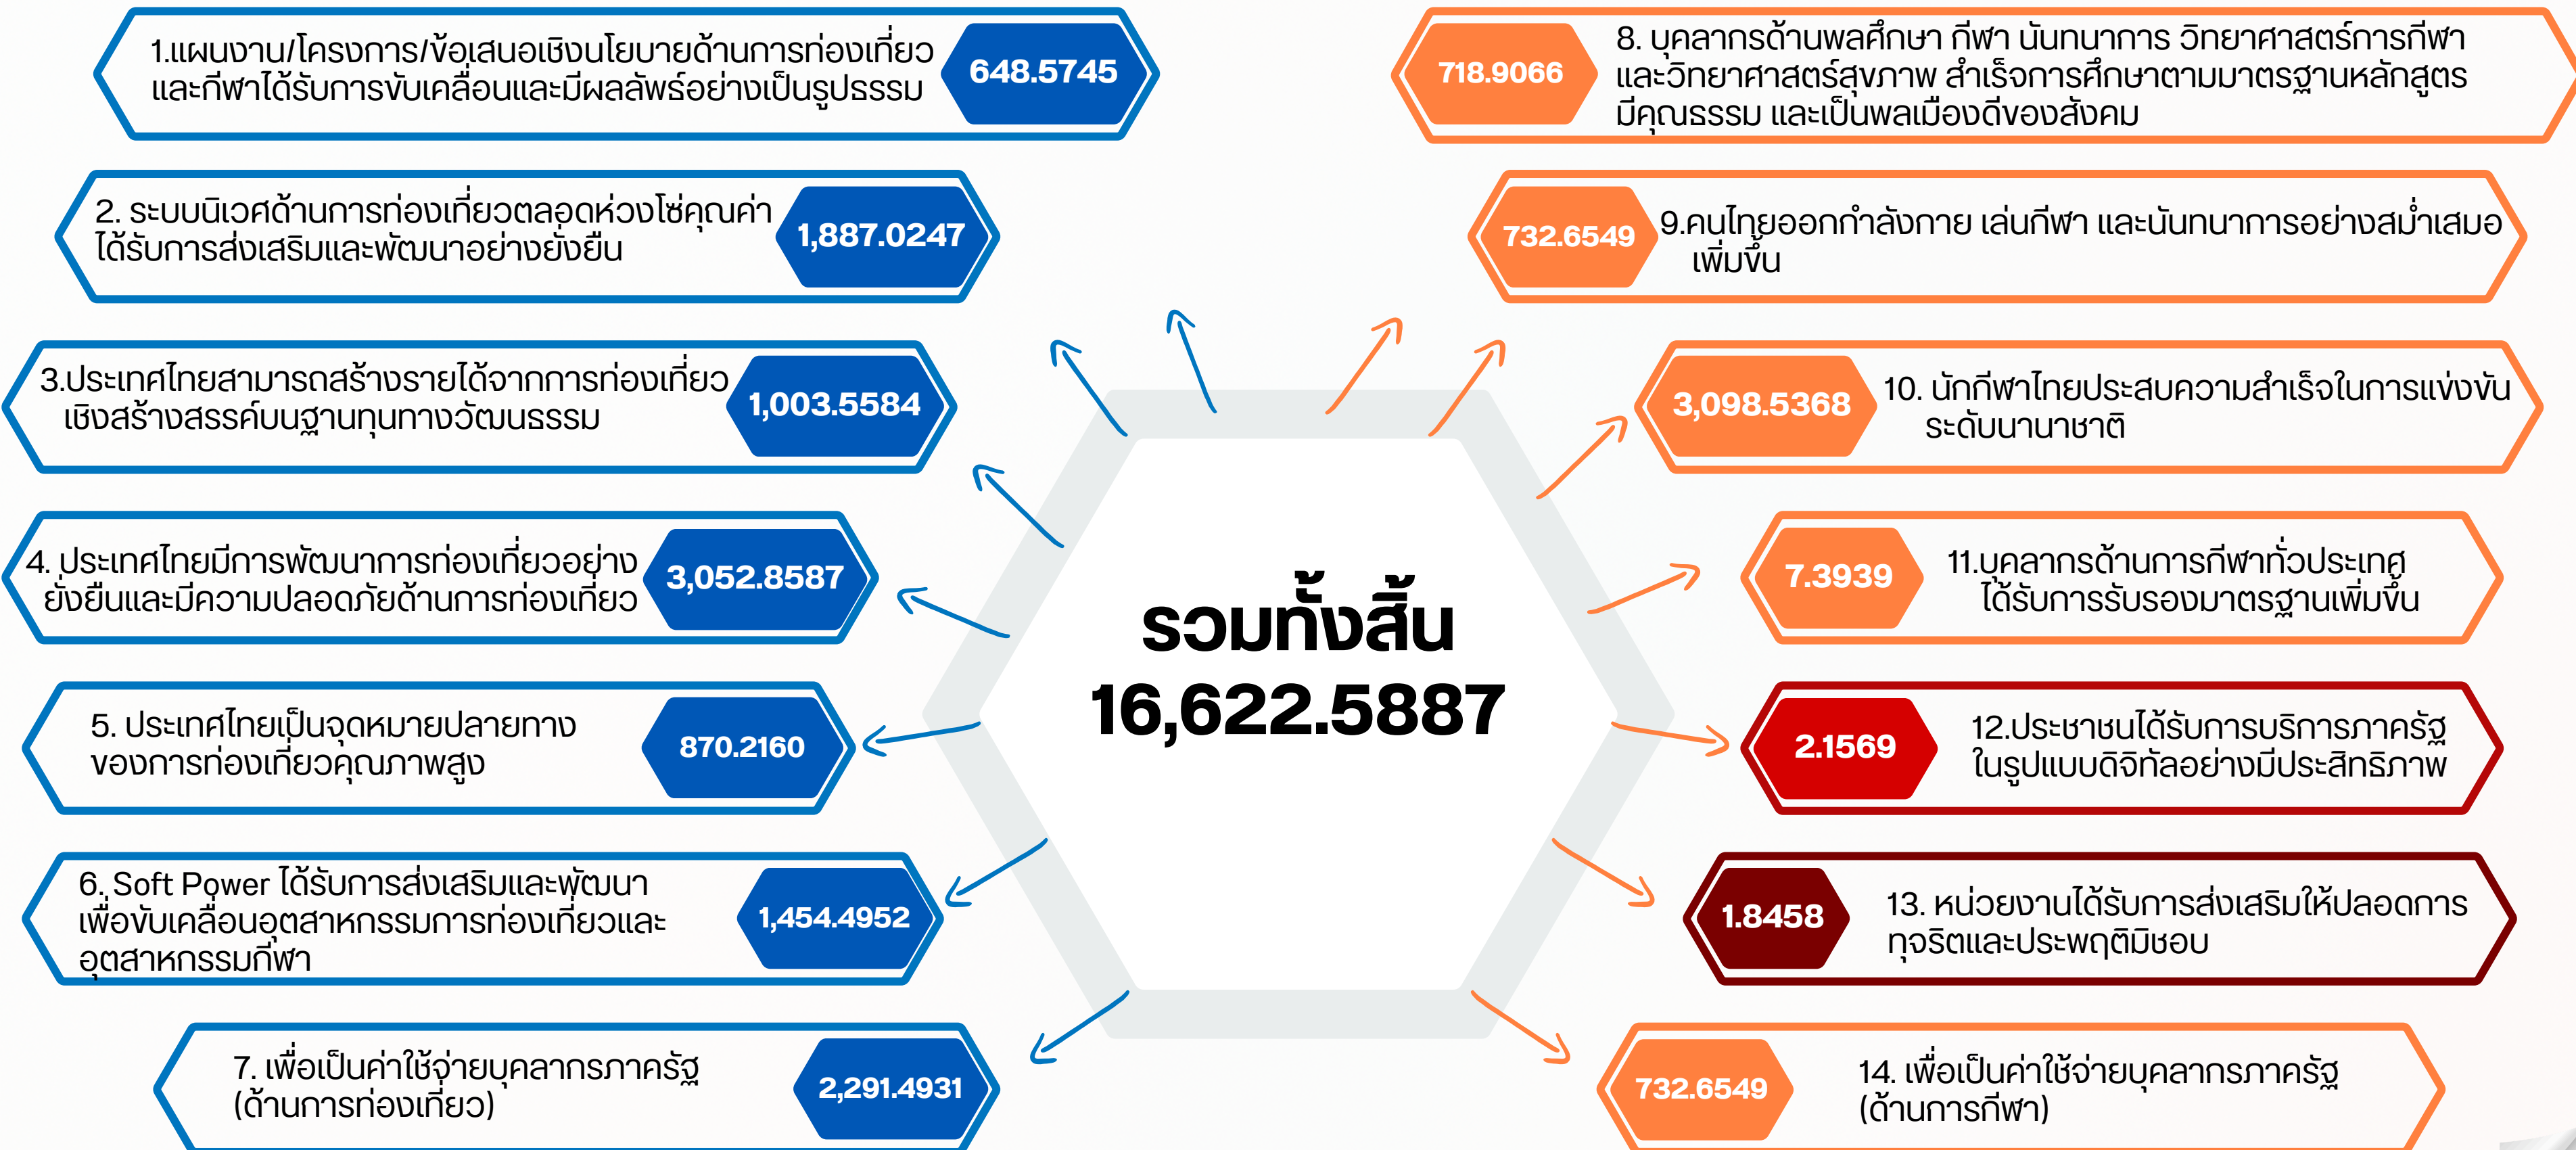 1.แผนงาน/โครงการ/ข้อเสนอเชิงนโยบายด้านการท่องเที่ยว
และกีฬาได้รับการขับเคลื่อนและมีผลลัพธ์อย่างเป็นรูปธรรม
648.5745
2. ระบบนิเวศด้านการท่องเที่ยวตลอดห่วงโซ่คุณค่า
ได้รับการส่งเสริมและพัฒนาอย่างยั่งยืน
1,887.0247
3.ประเทศไทยสามารถสร้างรายได้จากการท่องเที่ยว
เชิงสร้างสรรค์บนฐานทุนทางวัฒนธรรม
1,003.5584
4. ประเทศไทยมีการพัฒนาการท่องเที่ยวอย่าง
ยั่งยืนและมีความปลอดภัยด้านการท่องเที่ยว
3,052.8587
5. ประเทศไทยเป็นจุดหมายปลายทาง
ของการท่องเที่ยวคุณภาพสูง
870.2160
6. Soft Power ได้รับการส่งเสริมและพัฒนา
เพื่อขับเคลื่อนอุตสาหกรรมการท่องเที่ยวและ
อุตสาหกรรมกีฬา
1,454.4952
7. เพื่อเป็นค่าใช้จ่ายบุคลากรภาครัฐ
(ด้านการท่องเที่ยว)
2,291.4931
รวมทั้งสิ้น
16,622.5887
718.9066
8. บุคลากรด้านพลศึกษา กีฬา นันทนาการ วิทยาศาสตร์การกีฬา
และวิทยาศาสตร์สุขภาพ สำเร็จการศึกษาตามมาตรฐานหลักสูตร
มีคุณธรรม และเป็นพลเมืองดีของสังคม
732.6549
9.คนไทยออกกำลังกาย เล่นกีฬา และนันทนาการอย่างสม่ำเสมอ
เพิ่มขึ้น
3,098.5368
10. นักกีฬาไทยประสบความสำเร็จในการแข่งขัน
ระดับนานาชาติ
7.3939
11.บุคลากรด้านการกีฬาทั่วประเทศ
ได้รับการรับรองมาตรฐานเพิ่มขึ้น
2.1569
12.ประชาชนได้รับการบริการภาครัฐ
ในรูปแบบดิจิทัลอย่างมีประสิทธิภาพ
1.8458
13. หน่วยงานได้รับการส่งเสริมให้ปลอดการ
ทุจริตและประพฤติมิชอบ
732.6549
14. เพื่อเป็นค่าใช้จ่ายบุคลากรภาครัฐ
(ด้านการกีฬา)